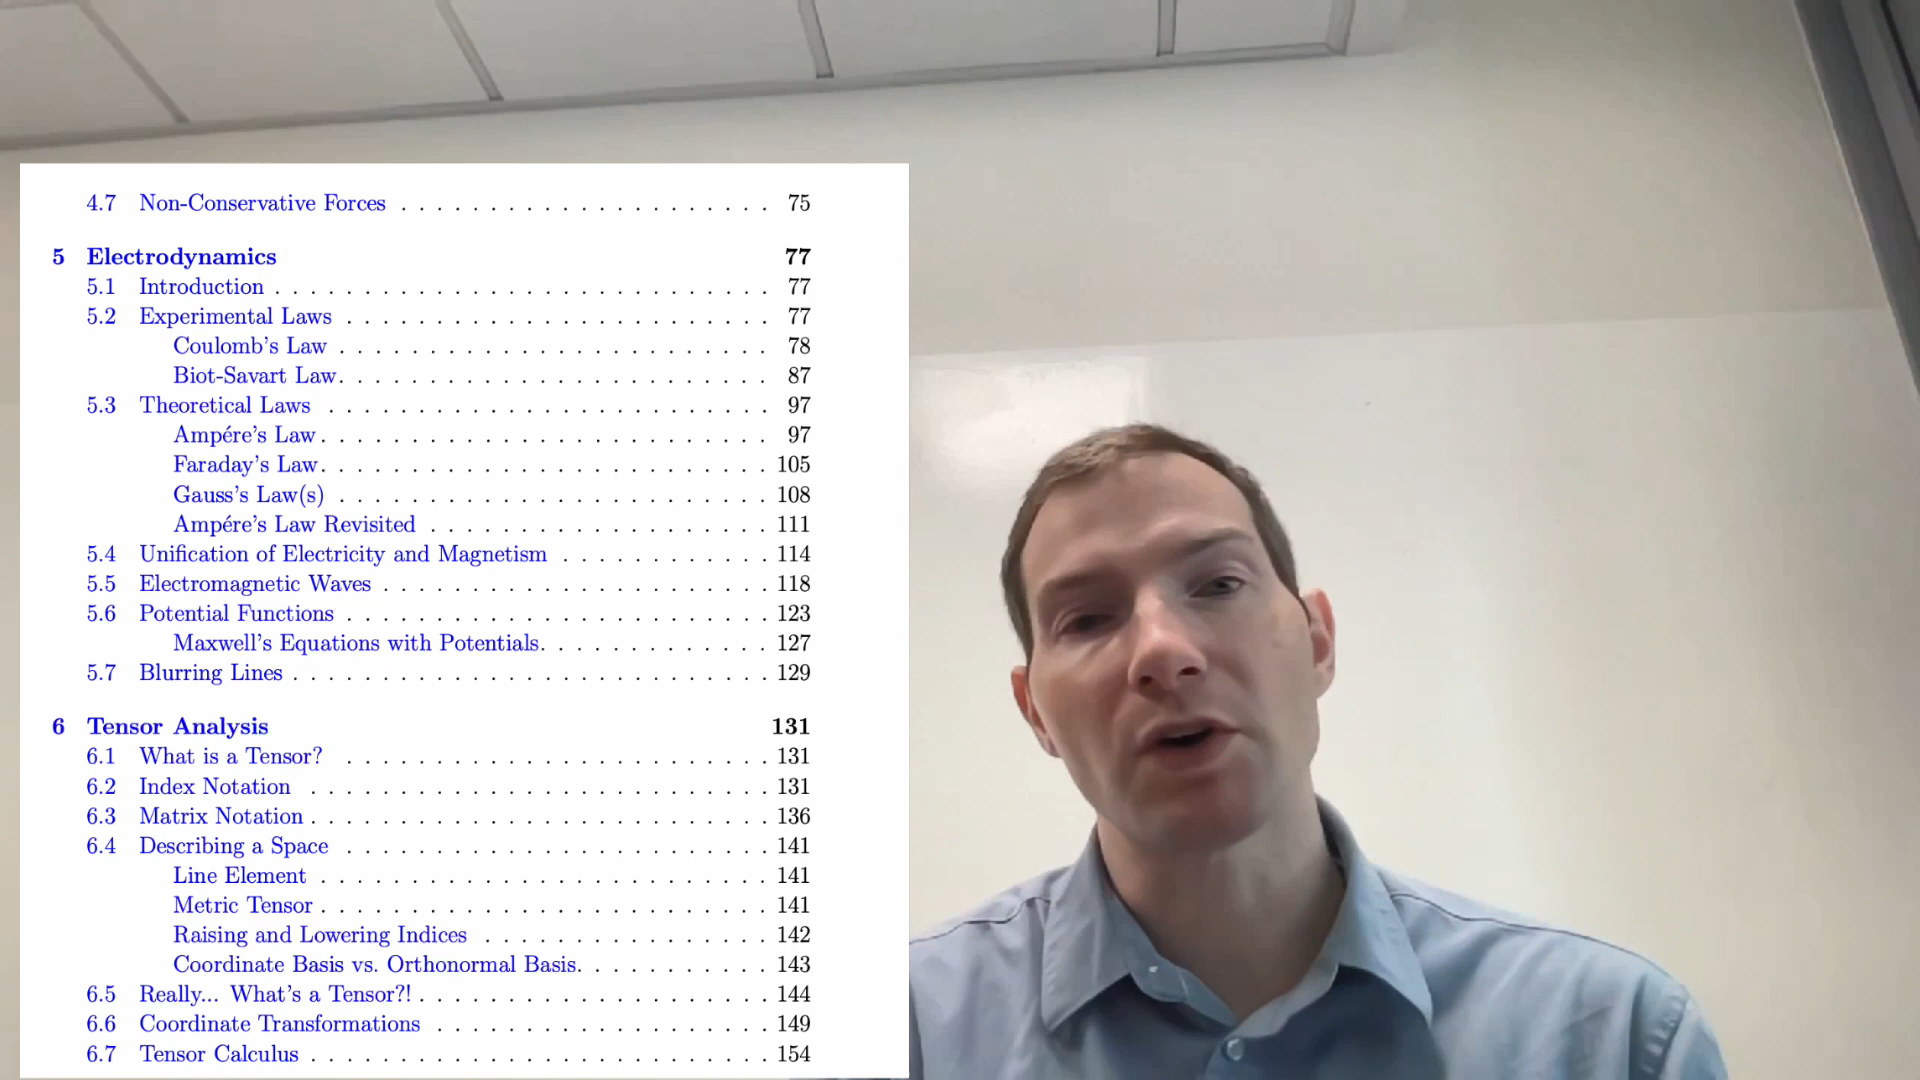 4.7 Non-Conservative Forces . . . . . . . . . . . . . . . . . . . . . 75
5 Electrodynamics 77
5.1 Introduction . . . . . . . . . . . . . . . . . . . . . . . . . . . . 77
5.2 Experimental Laws . . . . . . . . . . . . . . . . . . . . . . . . 77
Coulomb's Law . . . . . . . . . . . . . . . . . . . . . . . . 78
Biot-Savart Law. . . . . . . . . . . . . . . . . . . . . . . . 87
5.3 Theoretical Laws . . . . . . . . . . . . . . . . . . . . . . . . . 97
Ampére's Law . . . . . . . . . . . . . . . . . . . . . . . . . 97
Faraday's Law. . . . . . . . . . . . . . . . . . . . . . . . . 105
Gauss's Law(s) . . . . . . . . . . . . . . . . . . . . . . . . 108
Ampére's Law Revisited . . . . . . . . . . . . . . . . . . . 111
5.4 Unification of Electricity and Magnetism . . . . . . . . . . . . 114
5.5 Electromagnetic Waves . . . . . . . . . . . . . . . . . . . . . . 118
5.6 Potential Functions . . . . . . . . . . . . . . . . . . . . . . . . 123
Maxwell's Equations with Potentials. . . . . . . . . . . . . 127
5.7 Blurring Lines . . . . . . . . . . . . . . . . . . . . . . . . . . . 129
6 Tensor Analysis 131
6.1 What is a Tensor? . . . . . . . . . . . . . . . . . . . . . . . . 131
6.2 Index Notation . . . . . . . . . . . . . . . . . . . . . . . . . . 131
6.3 Matrix Notation . . . . . . . . . . . . . . . . . . . . . . . . . . 136
6.4 Describing a Space . . . . . . . . . . . . . . . . . . . . . . . . 141
Line Element . . . . . . . . . . . . . . . . . . . . . . . . . 141
Metric Tensor . . . . . . . . . . . . . . . . . . . . . . . . . 141
Raising and Lowering Indices . . . . . . . . . . . . . . . . 142
Coordinate Basis vs. Orthonormal Basis. . . . . . . . . . . 143
6.5 Really... What's a Tensor?! . . . . . . . . . . . . . . . . . . . . 144
6.6 Coordinate Transformations . . . . . . . . . . . . . . . . . . . 149
6.7 Tensor Calculus . . . . . . . . . . . . . . . . . . . . . . . . . . 154